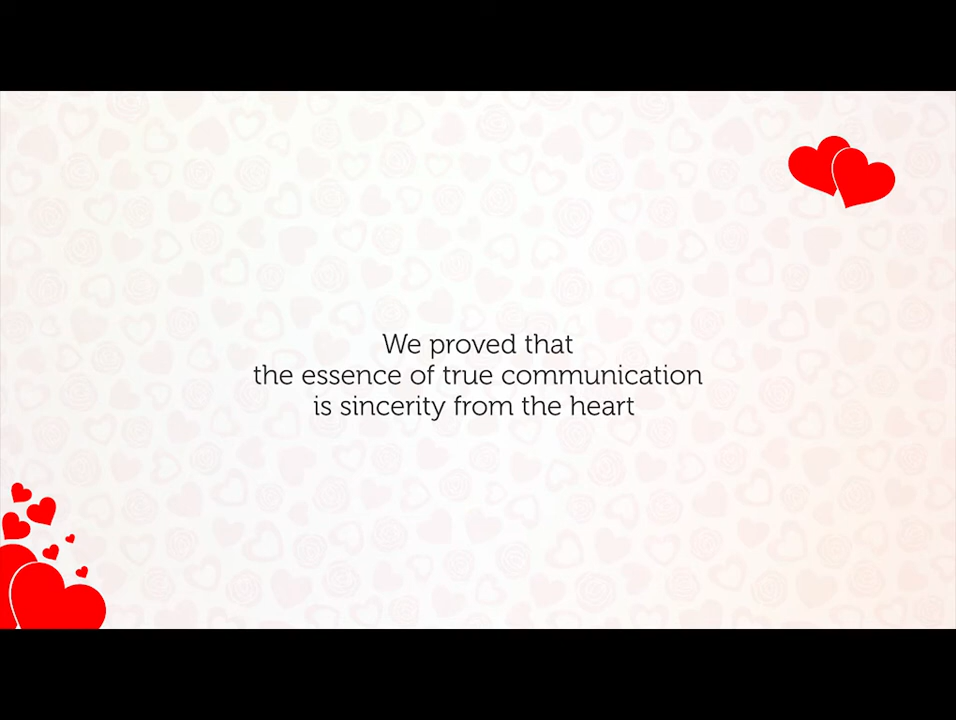 We proved that
the essence of true communication
is sincerity from the heart